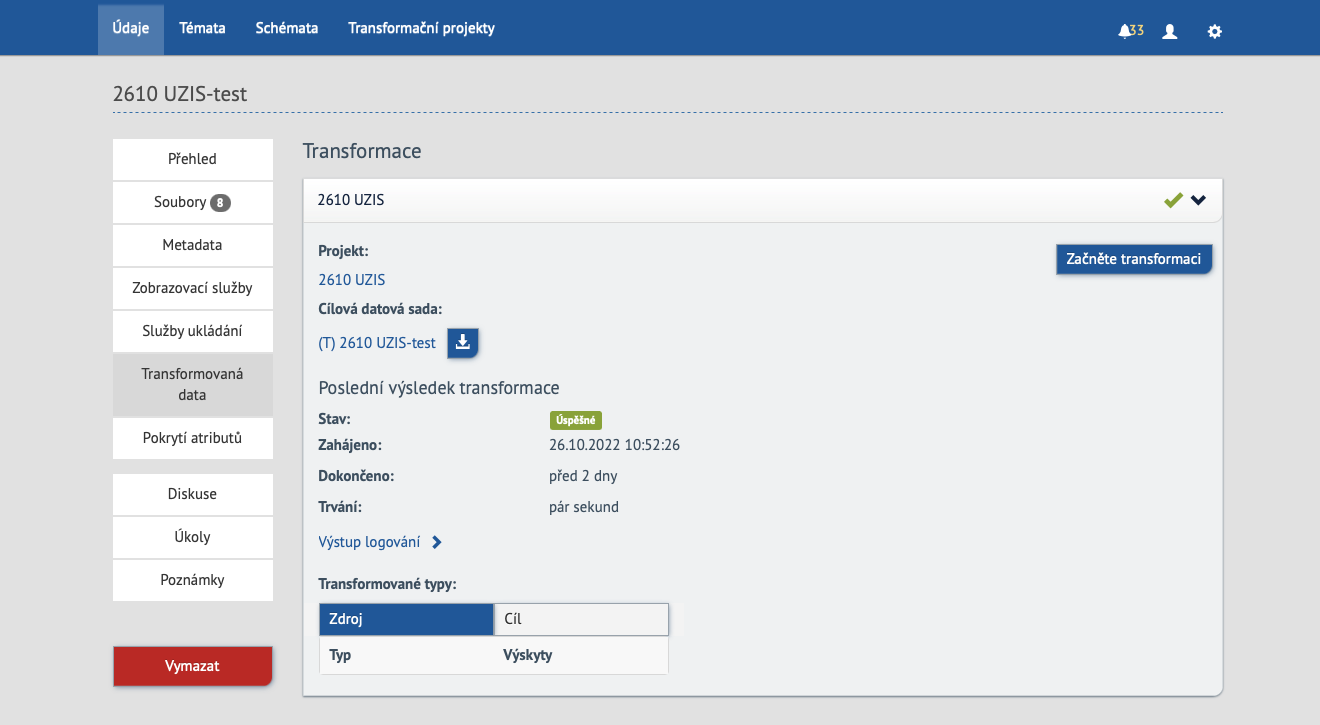 Údaje Témata Schémata Transformační projekty 33
2610 UZIS-test
Přehled
Soubory 8
Metadata
Zobrazovací služby
Služby ukládání
Transformovaná
data
Pokrytí atributů
Diskuse
Úkoly
Poznámky
Vymazat
Transformace
2610 UZIS
Projekt:
Začněte transformaci
2610 UZIS
Cílová datová sada:
(T) 2610 UZIS-test
Poslední výsledek transformace
Stav: Úspěšné
Zahájeno: 26.10.2022 10:52:26
Dokončeno: před 2 dny
Trvání: pár sekund
Výstup logování
Transformované typy:
Zdroj Cíl
Typ Výskyty